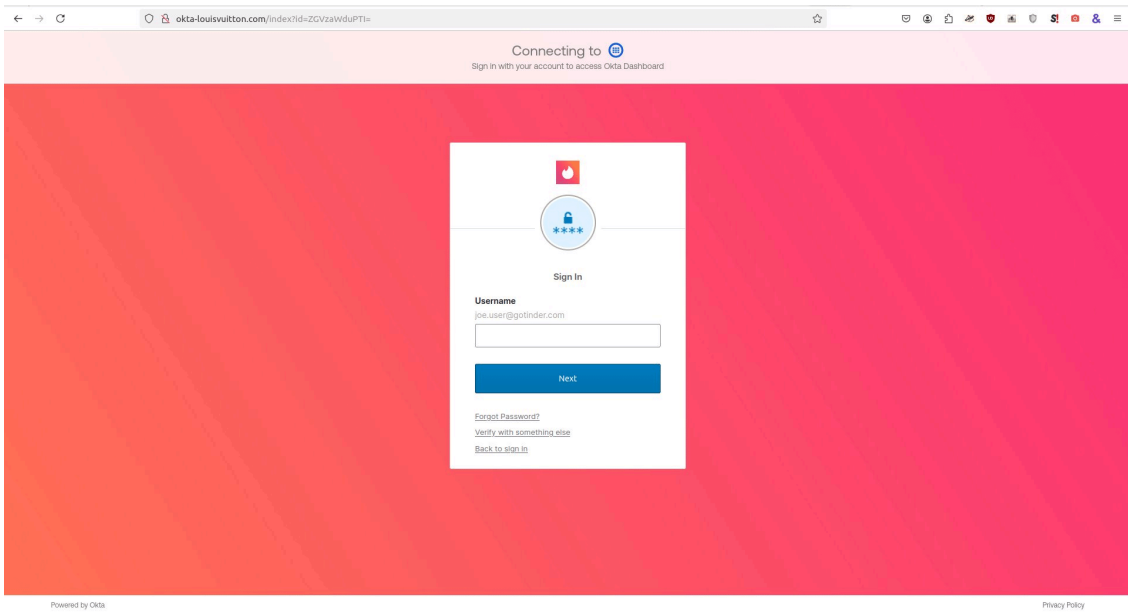 okta-louisvuitton.com/index?id=ZGVzaWduPTI=
Connecting to
Sign in with your account to access Okta Dashboard
****
Sign In
Username
joe.user@gotinder.com
Next
Forgot Password?
Verify with something else
Back to sign in
Powered by Okta
Privacy Policy